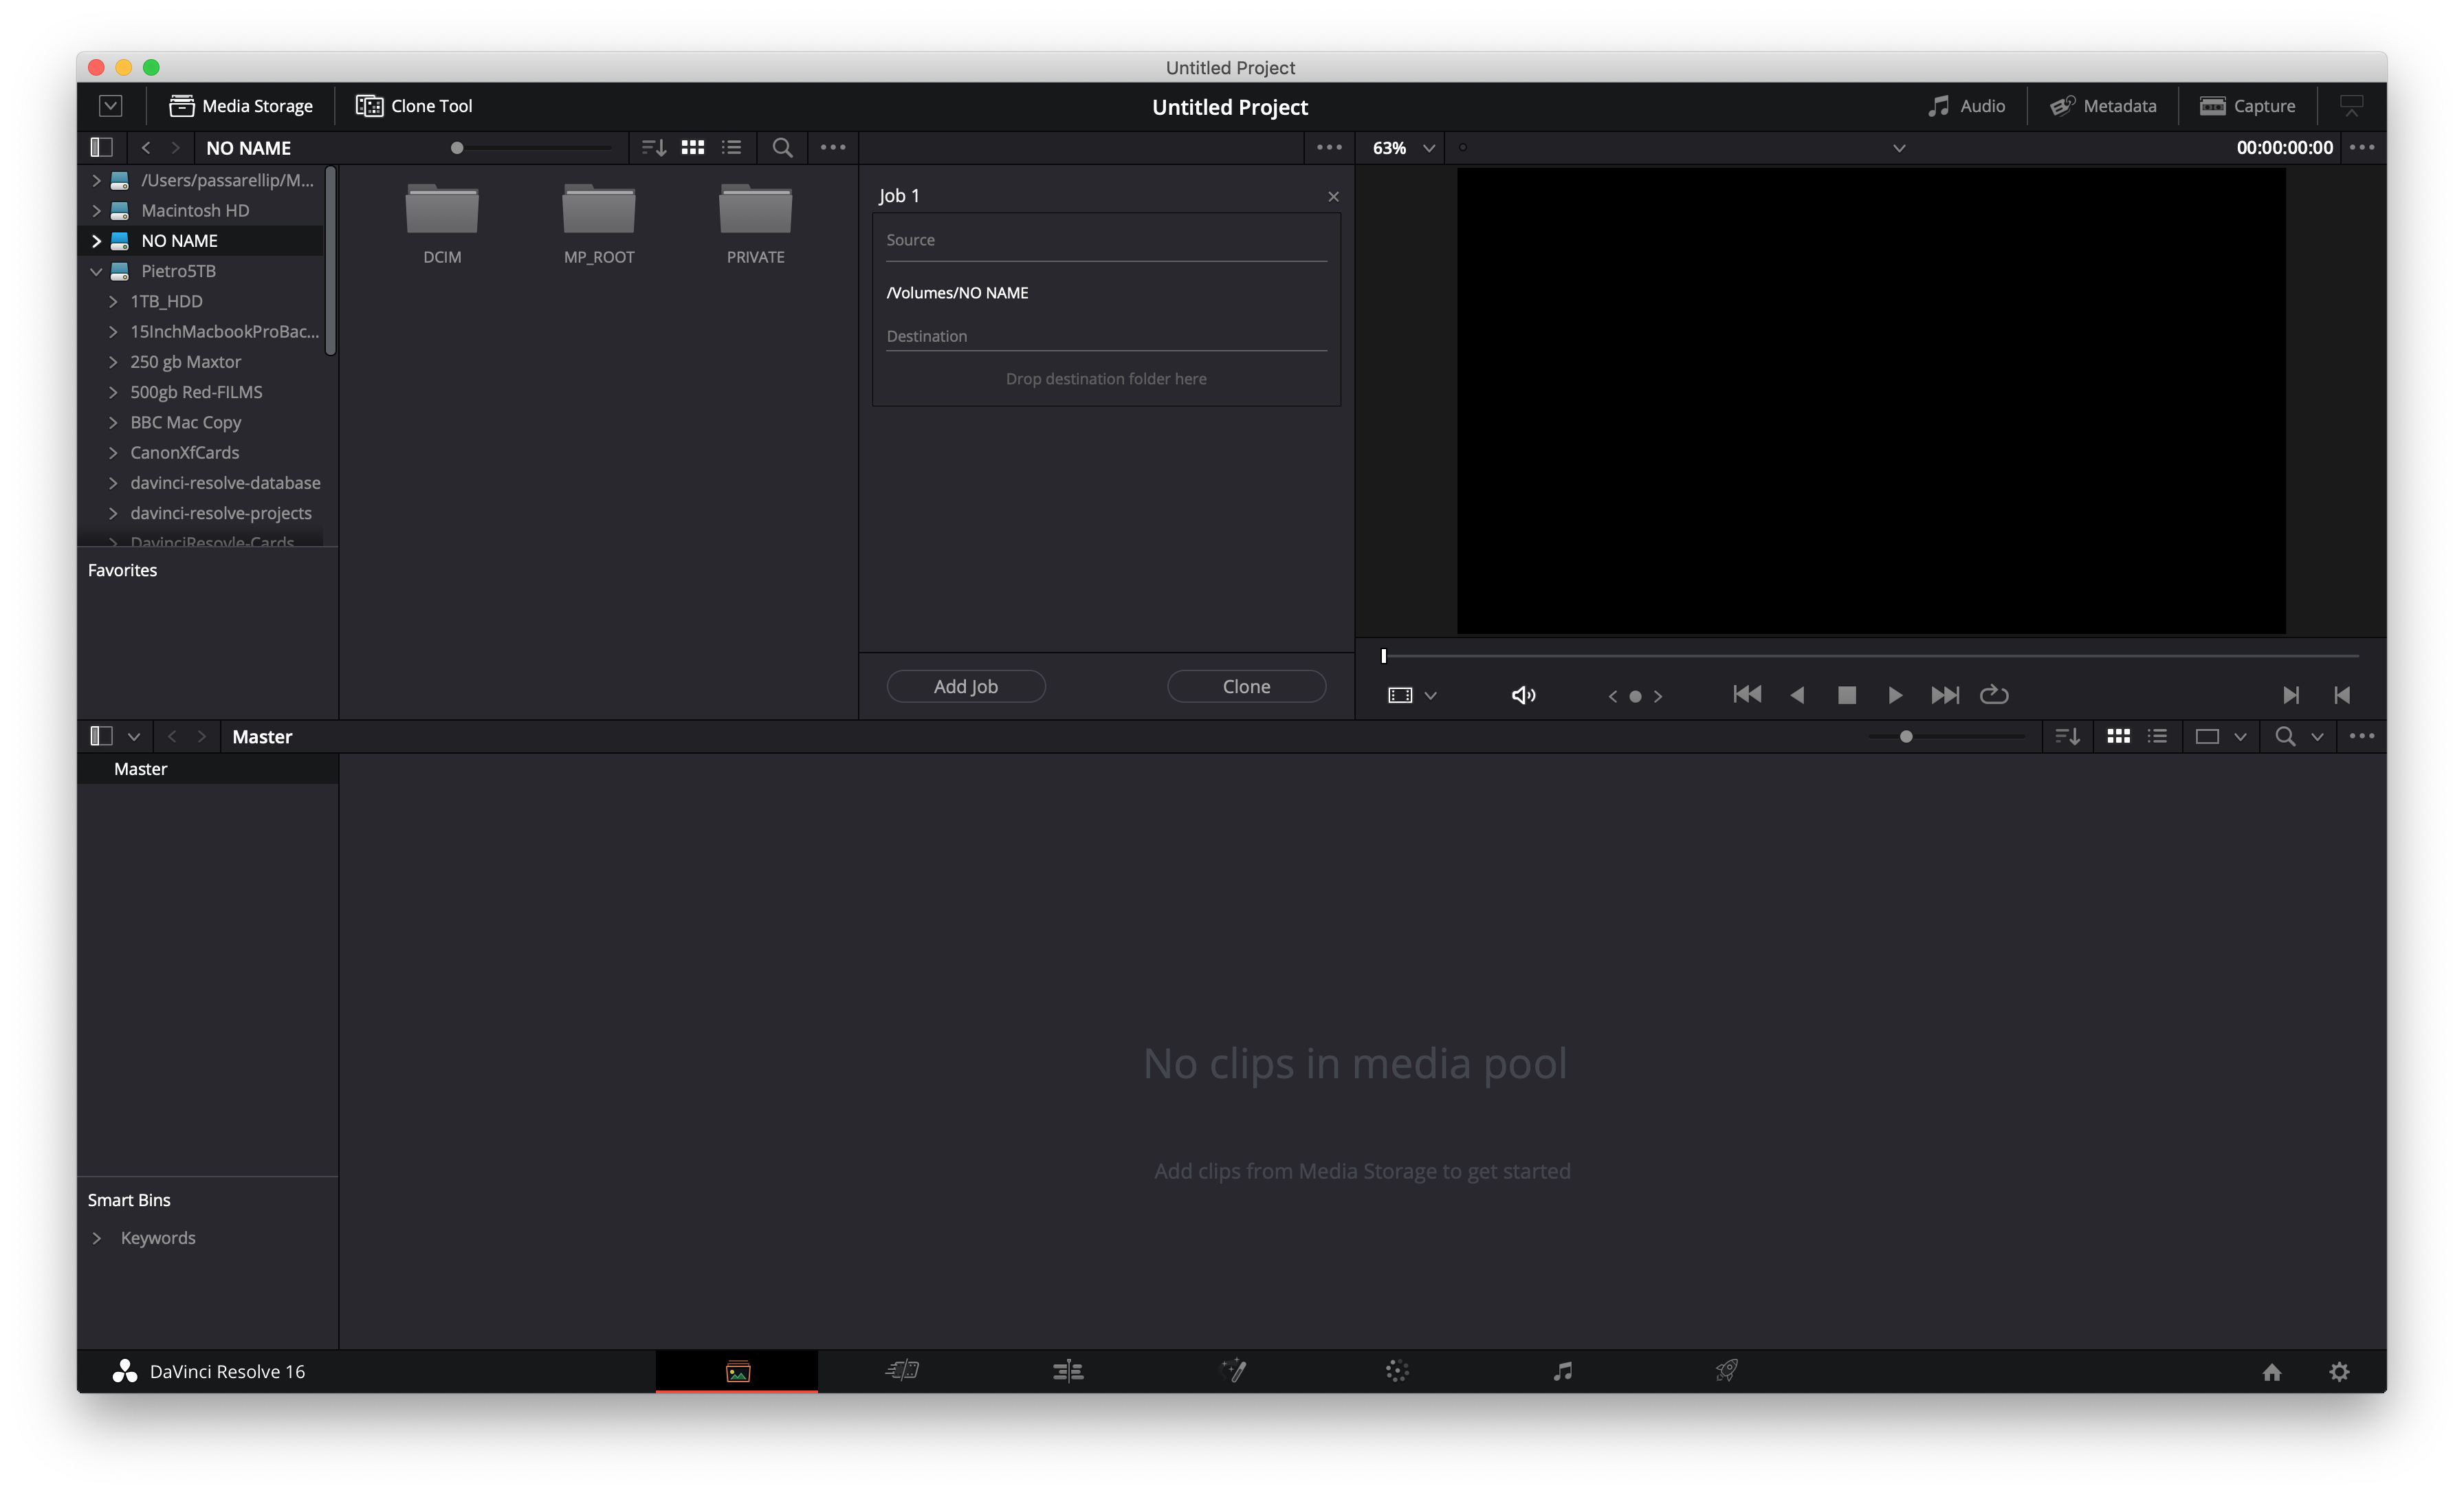 Untitled Project
Media Storage
Clone Tool
Untitled Project
Audio
Metadata
Capture
NO NAME
63%
00:00:00:00
/Users/passarellip/M...
Macintosh HD
NO NAME
Pietro5TB
1TB_HDD
15InchMacbookProBac...
250 gb Maxtor
500gb Red-FILMS
BBC Mac Copy
CanonXfCards
davinci-resolve-database
davinci-resolve-projects
DavinciResovle-Cards
Favorites
DCIM
MP_ROOT
PRIVATE
Job 1
Source
/Volumes/NO NAME
Destination
Drop destination folder here
Add Job
Clone
Master
Master
No clips in media pool
Add clips from Media Storage to get started
Smart Bins
Keywords
DaVinci Resolve 16